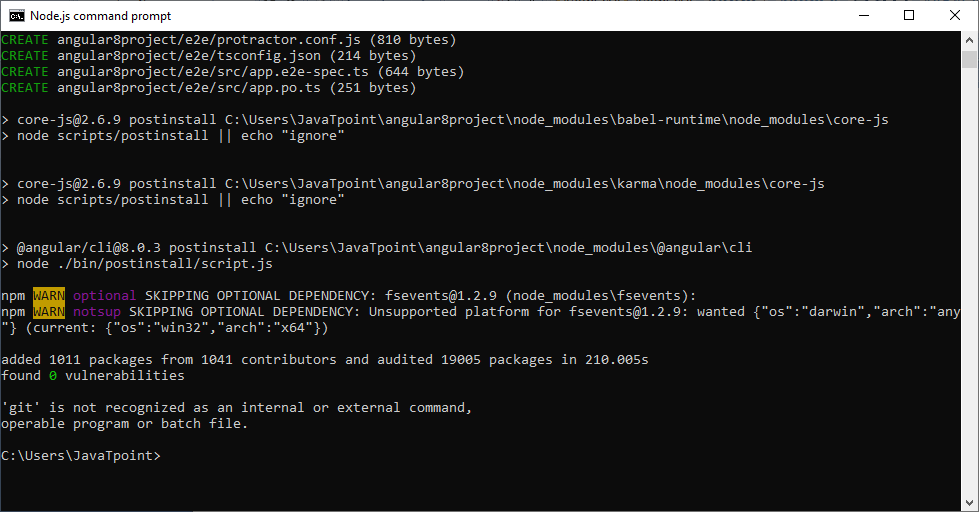 Node.js command prompt
CREATE angular8project/e2e/protractor.conf.js (810 bytes)
CREATE angular8project/e2e/tsconfig.json (214 bytes)
CREATE angular8project/e2e/src/app.e2e-spec.ts (644 bytes)
CREATE angular8project/e2e/src/app.po.ts (251 bytes)
> core-js@2.6.9 postinstall C:\Users\JavaTpoint\angular8project\node_modules\babel-runtime\node_modules\core-js
> node scripts/postinstall || echo "ignore"
> core-js@2.6.9 postinstall C:\Users\JavaTpoint\angular8project\node_modules\karma\node_modules\core-js
> node scripts/postinstall || echo "ignore"
> @angular/cli@8.0.3 postinstall C:\Users\JavaTpoint\angular8project\node_modules\@angular\cli
> node ./bin/postinstall/script.js
npm WARN optional SKIPPING OPTIONAL DEPENDENCY: fsevents@1.2.9 (node_modules\fsevents):
npm WARN notsup SKIPPING OPTIONAL DEPENDENCY: Unsupported platform for fsevents@1.2.9: wanted {"os":"darwin","arch":"any
"} (current: {"os":"win32","arch":"x64"})
added 1011 packages from 1041 contributors and audited 19005 packages in 210.005s
found 0 vulnerabilities
'git' is not recognized as an internal or external command,
operable program or batch file.
C:\Users\JavaTpoint>